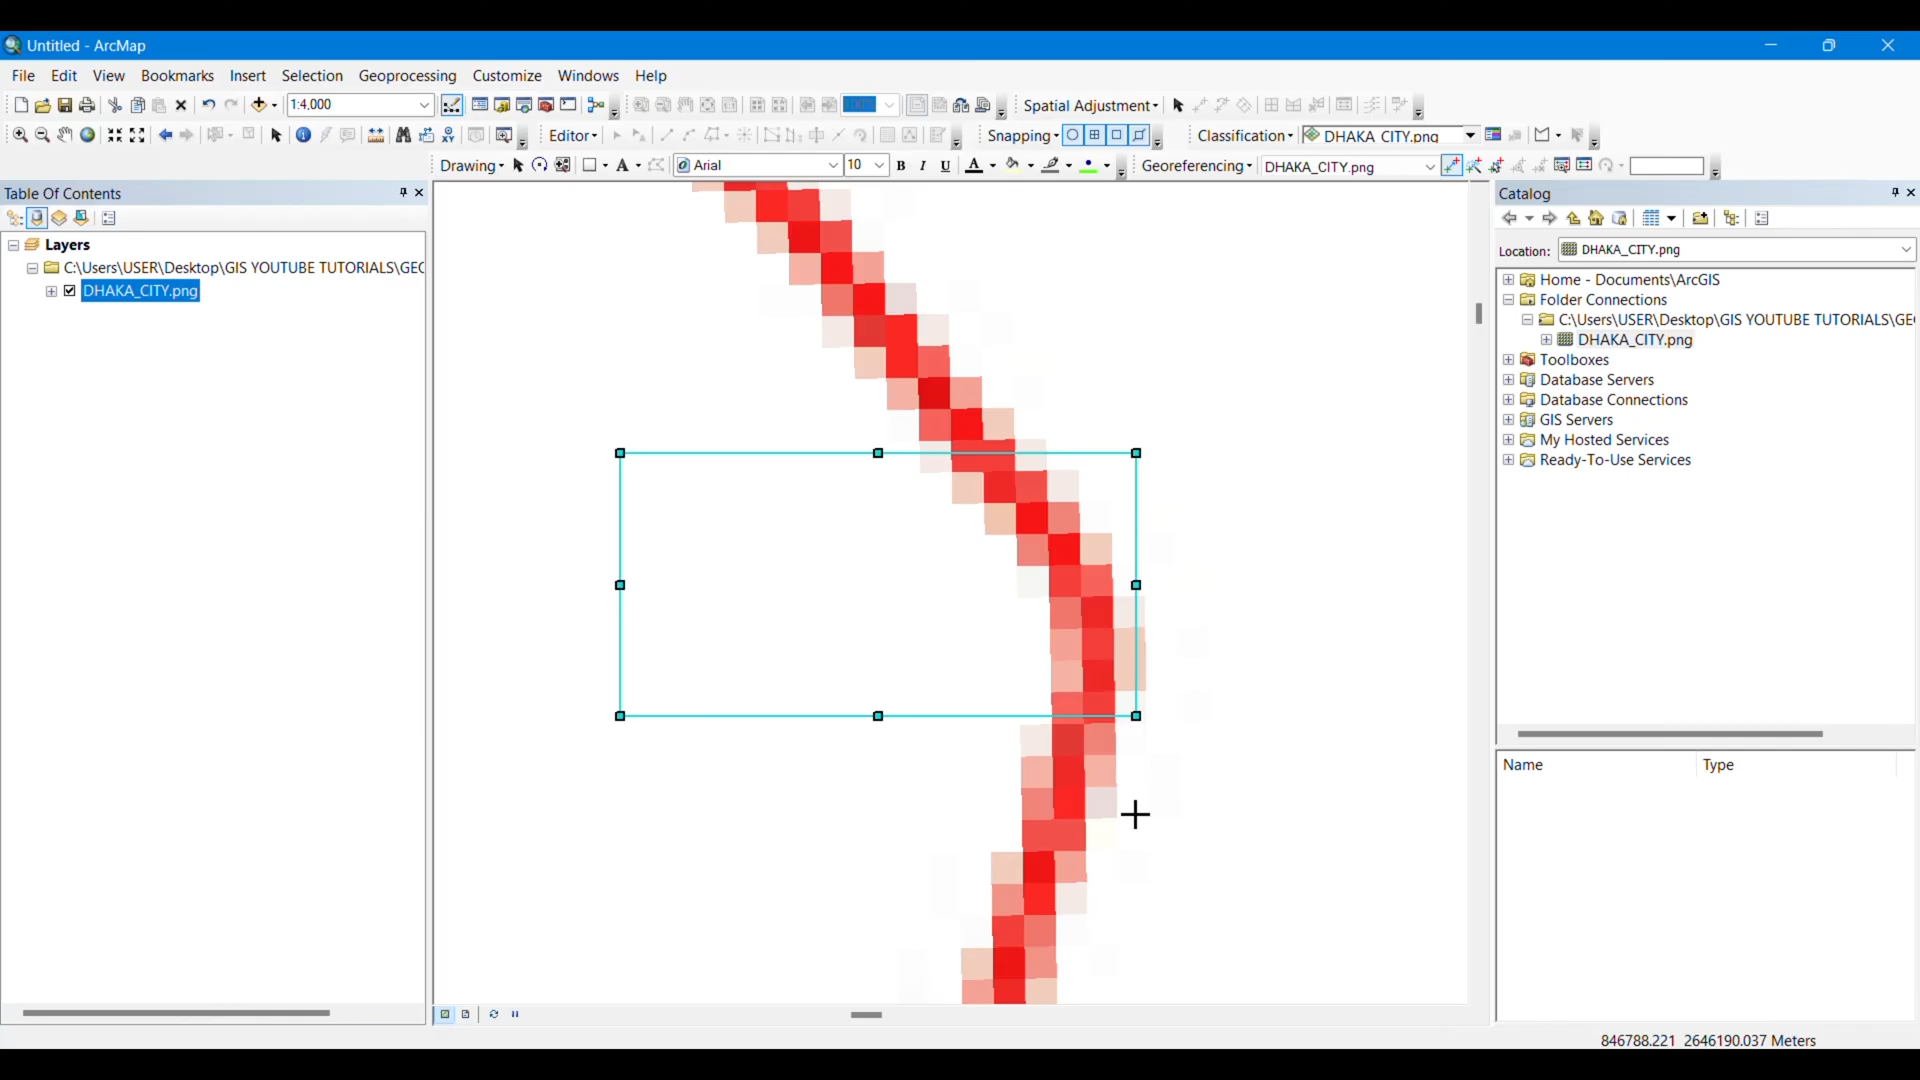 Untitled - ArcMap
File Edit View Bookmarks Insert Selection Geoprocessing Customize Windows Help
1:4,000 Spatial Adjustment
Editor Snapping Classification DHAKA_CITY.png
Drawing A Arial 10 B I U A Georeferencing DHAKA_CITY.png
Table Of Contents
Layers
C:\Users\USER\Desktop\GIS YOUTUBE TUTORIALS\GEO
DHAKA_CITY.png
Catalog
Location: DHAKA_CITY.png
Home - Documents\ArcGIS
Folder Connections
C:\Users\USER\Desktop\GIS YOUTUBE TUTORIALS\GE
DHAKA_CITY.png
Toolboxes
Database Servers
Database Connections
GIS Servers
My Hosted Services
Ready-To-Use Services
Name Type
846788.221 2646190.037 Meters